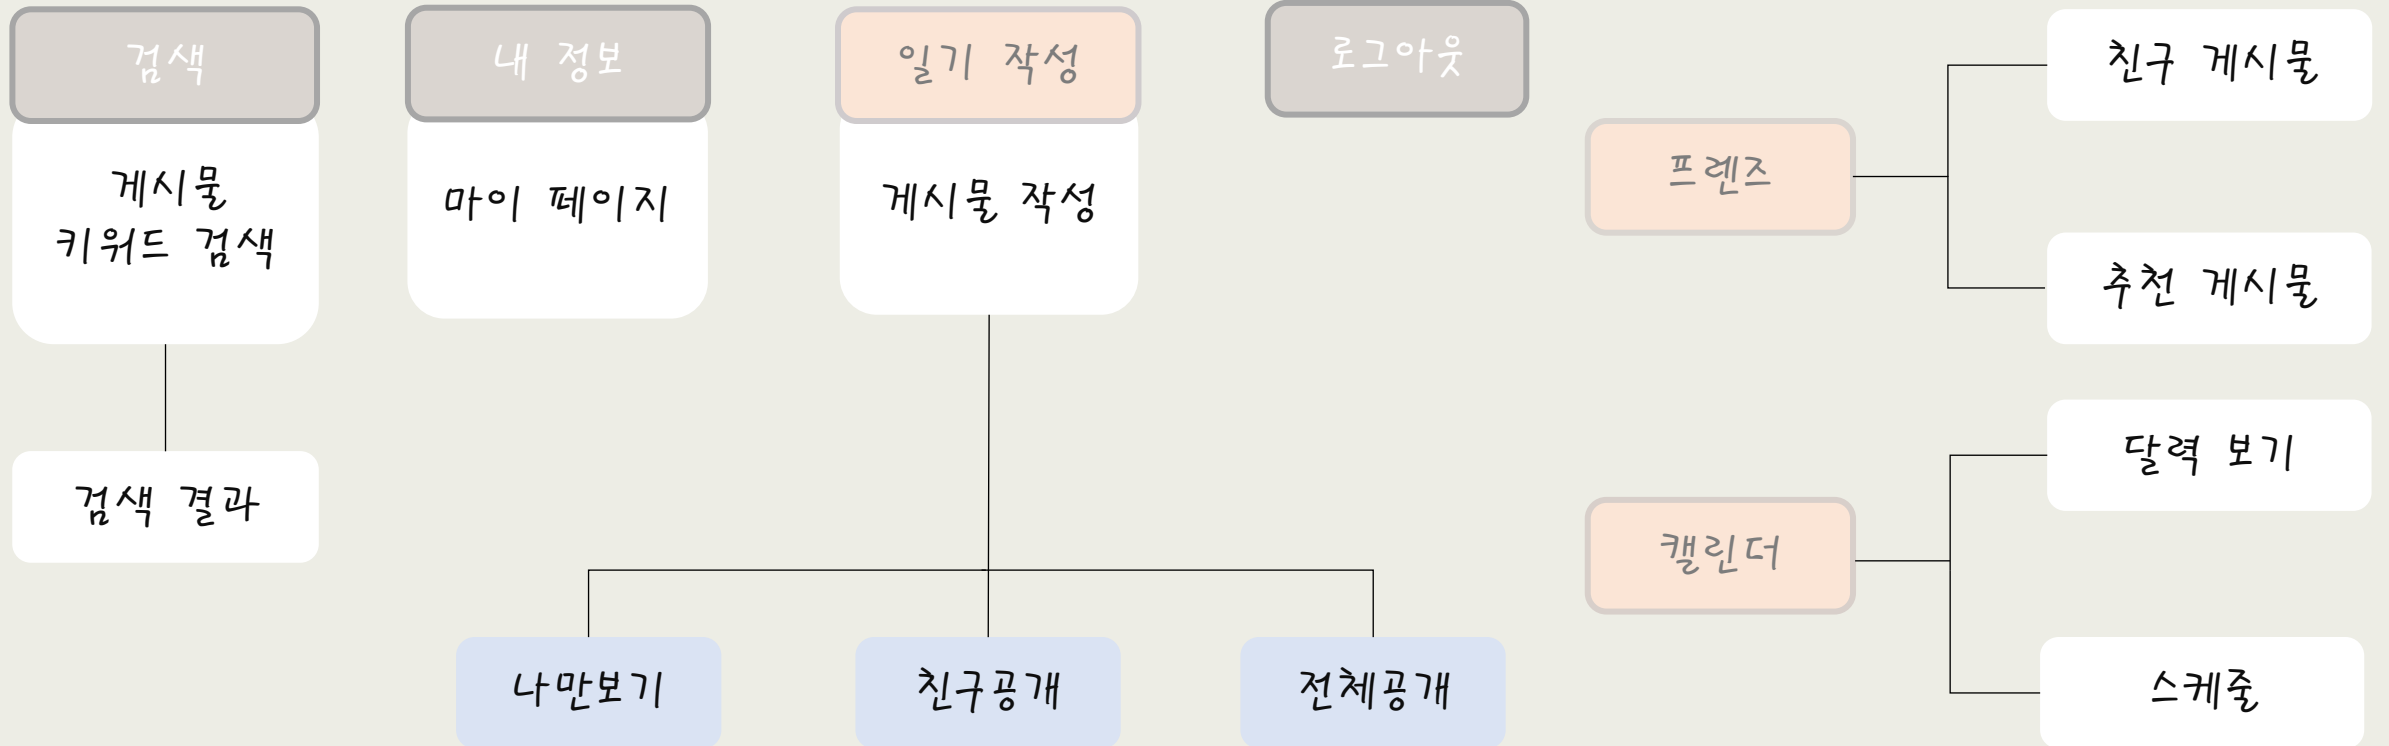 검색
내 정보
일기 작성
로그아웃
게시물
키워드 검색
마이 페이지
게시물 작성
검색 결과
나만보기
친구공개
전체공개
프렌즈
친구 게시물
추천 게시물
캘린더
달력 보기
스케줄